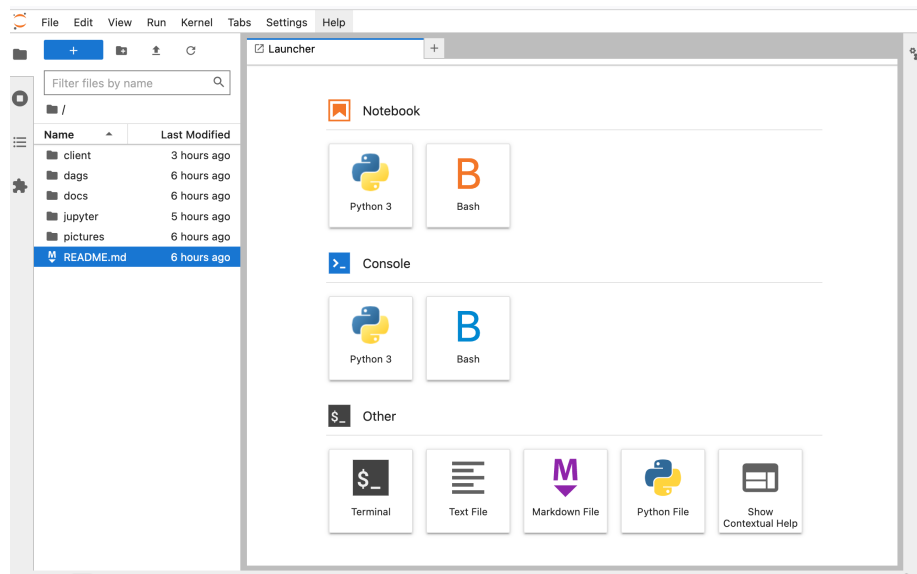 File Edit View Run Kernel Tabs Settings Help
+
Launcher
+
Filter files by name
/
Name Last Modified
client 3 hours ago
dags 6 hours ago
docs 6 hours ago
jupyter 5 hours ago
pictures 6 hours ago
M README.md 6 hours ago
Notebook
B
Python 3 Bash
>_ Console
B
Python 3 Bash
$_ Other
$_ M
Terminal Text File Markdown File Python File Show
Contextual Help